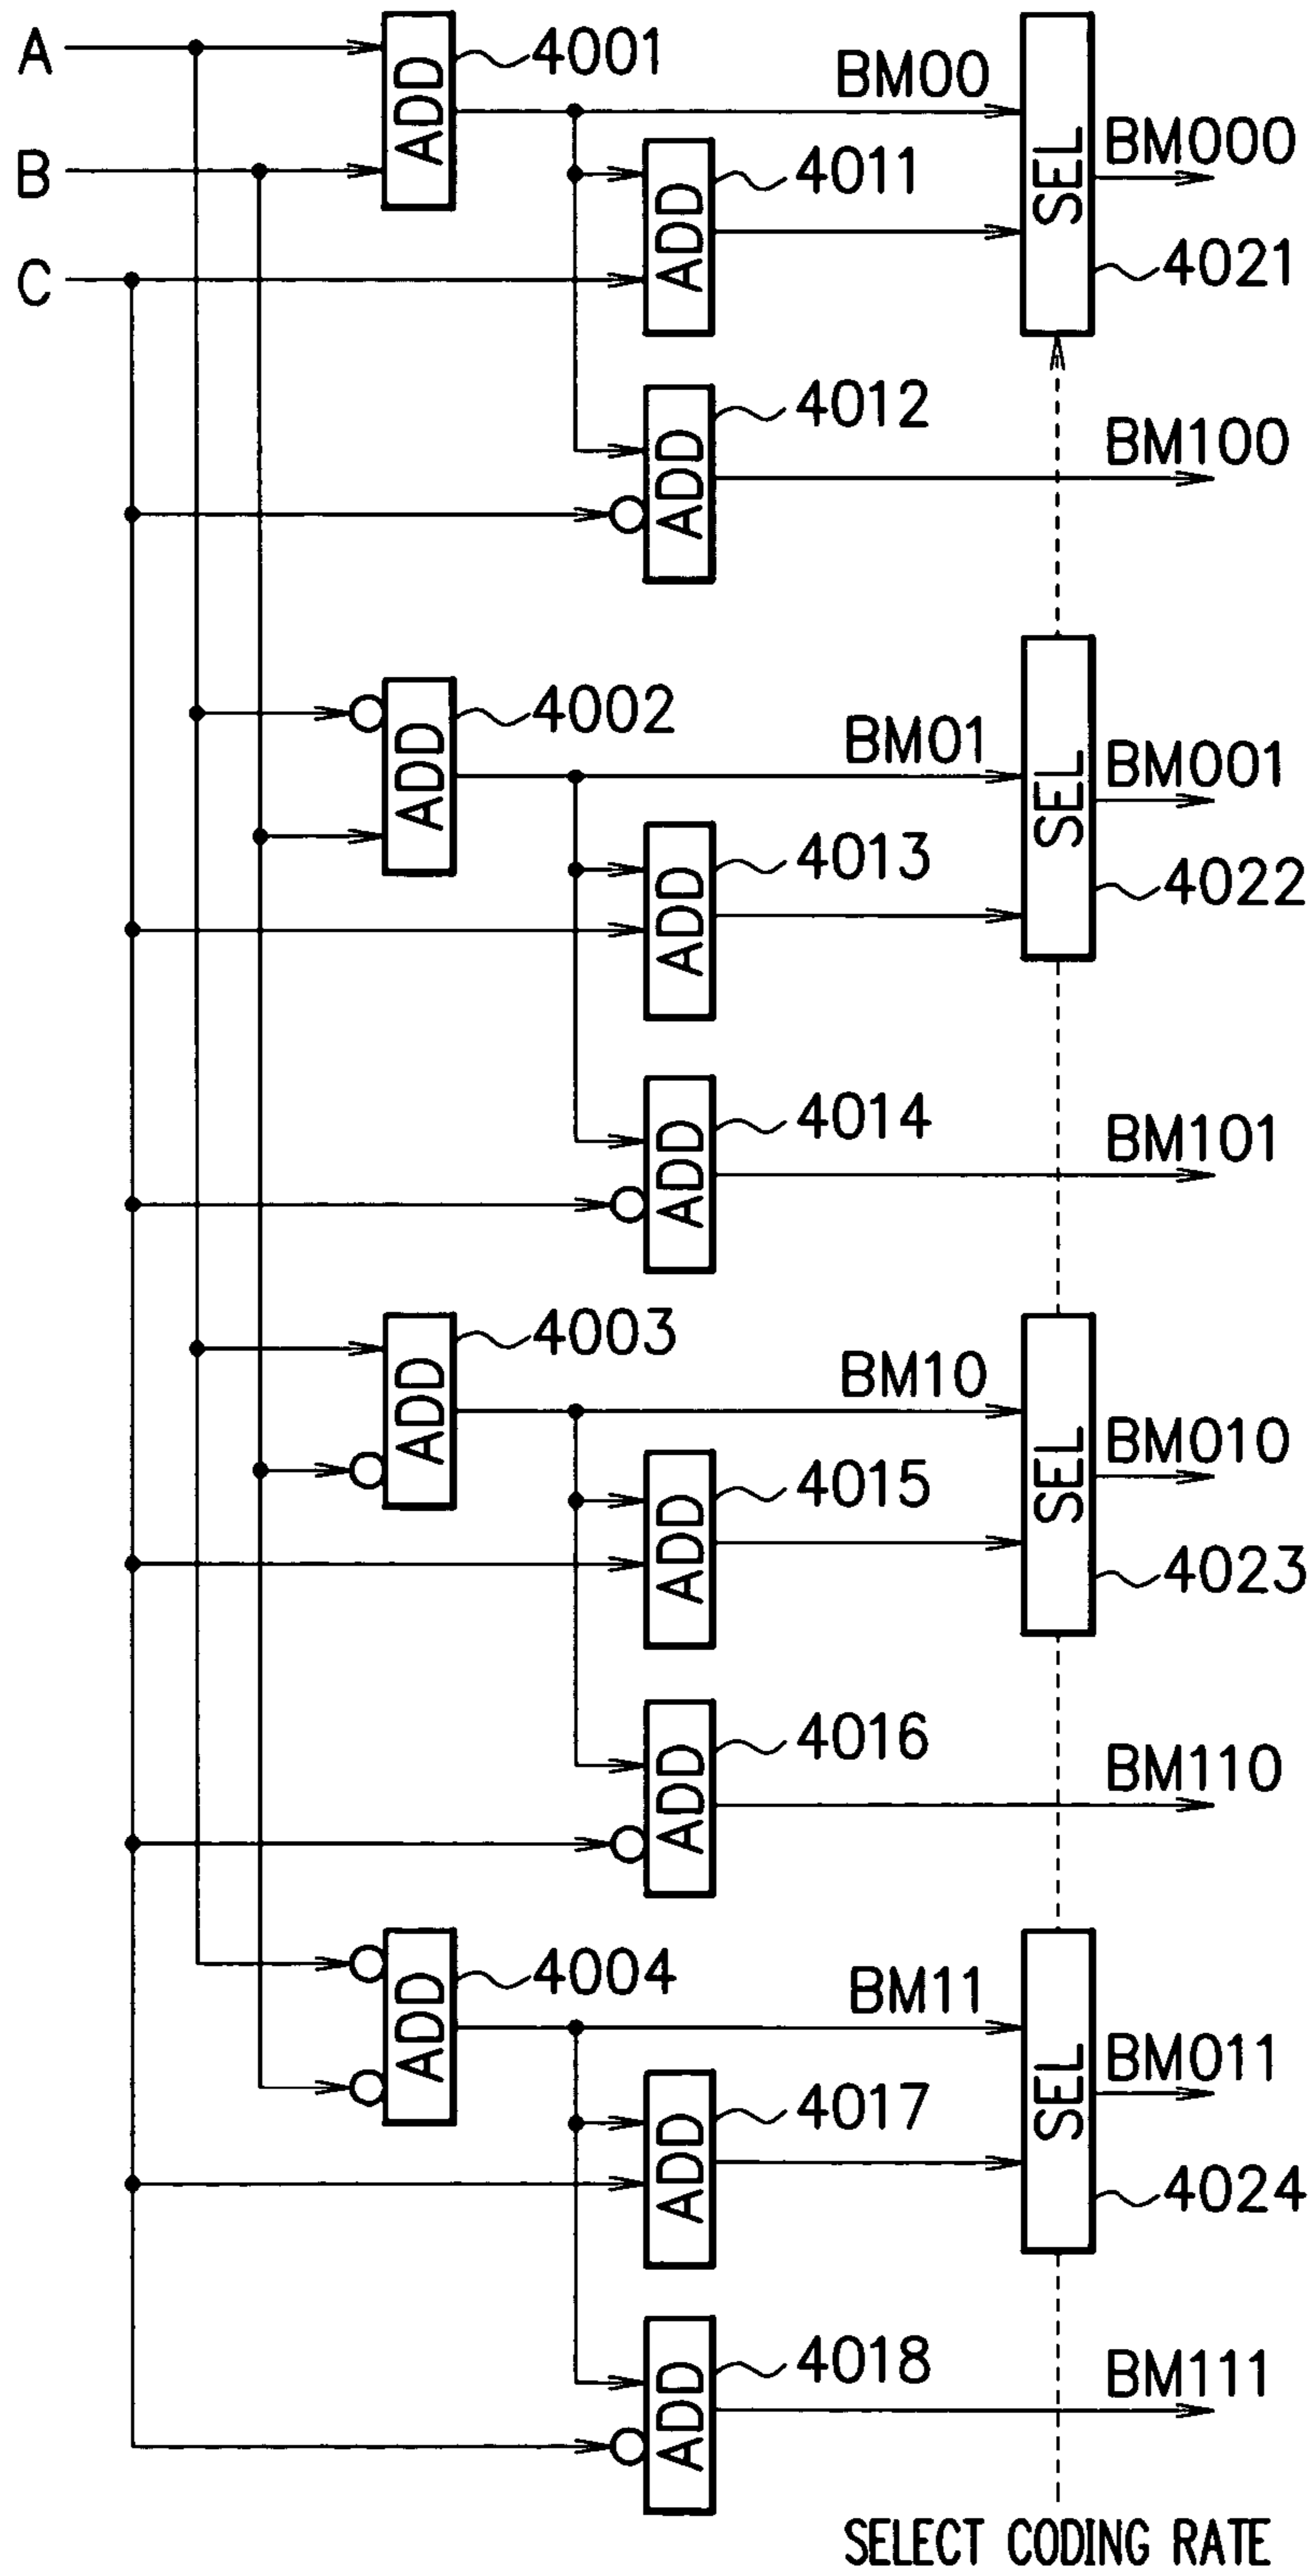 A
ADD
4001
BM00
SEL
BM000
B
ADD
4011
C
4021
ADD
4012
BM100
ADD
4002
BM01
SEL
BM001
ADD
4013
4022
ADD
4014
BM101
ADD
4003
BM10
SEL
BM010
ADD
4015
4023
ADD
4016
BM110
ADD
4004
BM11
SEL
BM011
ADD
4017
4024
ADD
4018
BM111
SELECT CODING RATE